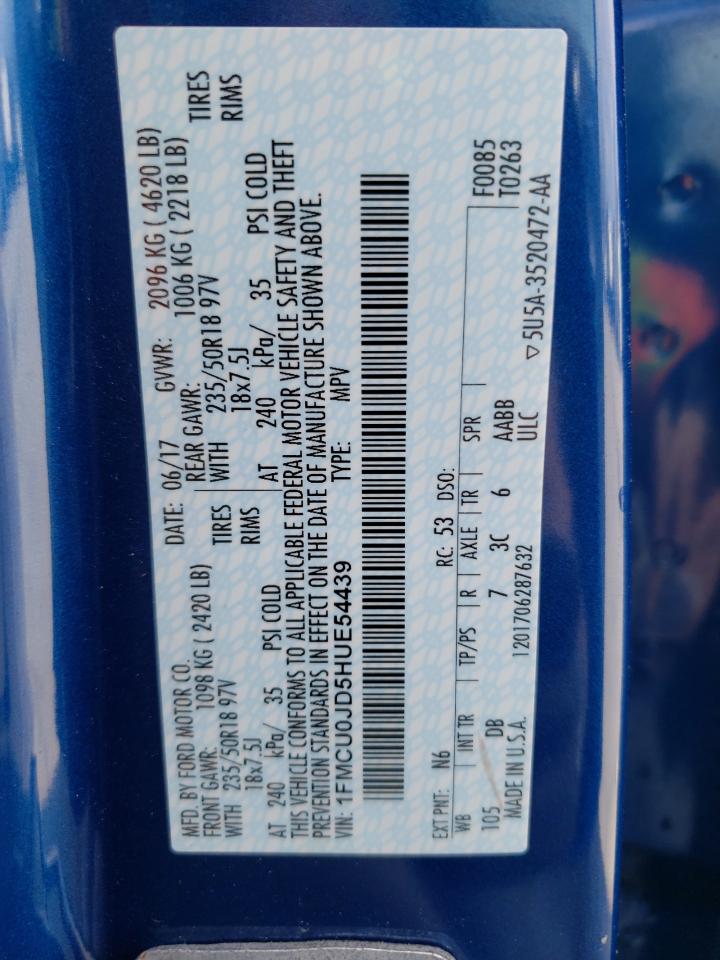 MFD. BY FORD MOTOR CO.
DATE: 06/17 GVWR: 2096 KG ( 4620 LB)
FRONT GAWR: 1098 KG ( 2420 LB) REAR GAWR: 1006 KG ( 2218 LB)
WITH 235/50R18 97V TIRES WITH 235/50R18 97V TIRES
18x7.5J RIMS 18x7.5J RIMS
AT 240 kPa/ 35 PSI COLD AT 240 kPa/ 35 PSI COLD
THIS VEHICLE CONFORMS TO ALL APPLICABLE FEDERAL MOTOR VEHICLE SAFETY AND THEFT
PREVENTION STANDARDS IN EFFECT ON THE DATE OF MANUFACTURE SHOWN ABOVE.
VIN: 1FMCU0JD5HUE54439 TYPE: MPV
EXT PNT: N6 RC: 53 DSO: F0085
WB INT TR TP/PS R AXLE TR SPR T0263
105 DB 7 3C 6 AABB
MADE IN U.S.A. 1201706287632 ULC
▽ 5U5A-3520472-AA